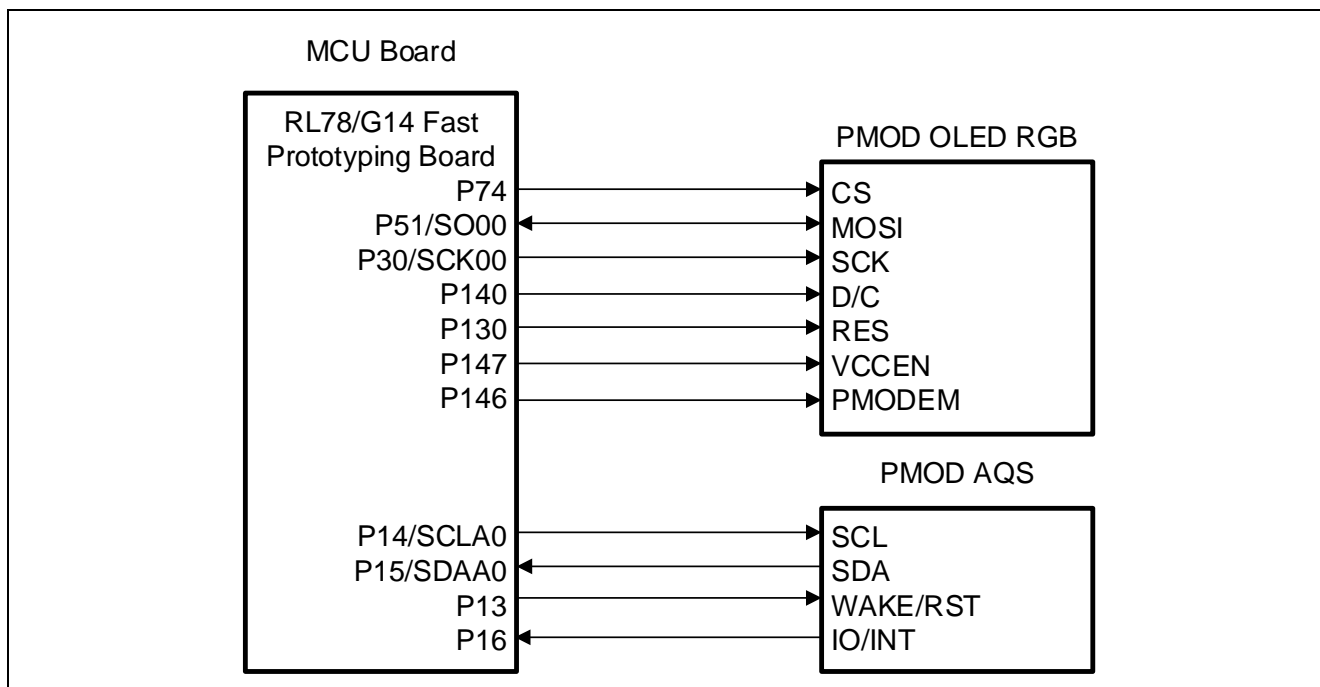 MCU Board
RL78/G14 Fast
Prototyping Board
P74
P51/SO00
P30/SCK00
P140
P130
P147
P146
P14/SCLA0
P15/SDAA0
P13
P16
PMOD OLED RGB
CS
MOSI
SCK
D/C
RES
VCCEN
PMODEM
PMOD AQS
SCL
SDA
WAKE/RST
IO/INT